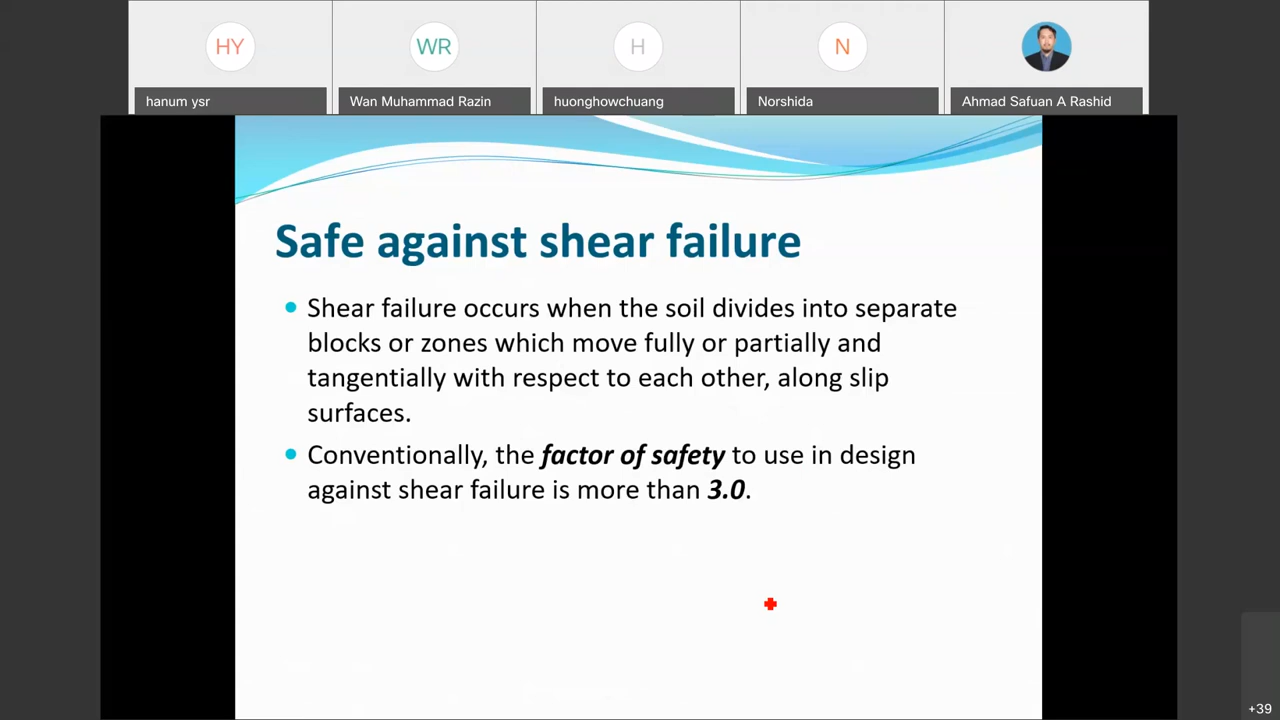 HY
WR
H
N
hanum ysr
Wan Muhammad Razin
huonghowchuang
Norshida
Ahmad Safuan A Rashid
Safe against shear failure
Shear failure occurs when the soil divides into separate
blocks or zones which move fully or partially and
tangentially with respect to each other, along slip
surfaces.
Conventionally, the factor of safety to use in design
against shear failure is more than 3.0.
+39